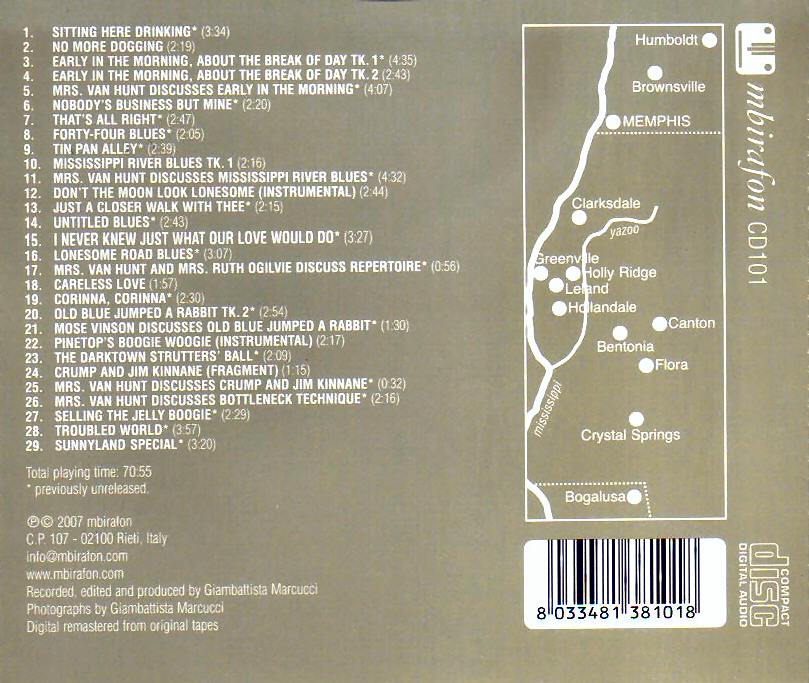 1. SITTING HERE DRINKING* (3:34)
2. NO MORE DOGGING (2:19)
3. EARLY IN THE MORNING, ABOUT THE BREAK OF DAY TK. 1* (4:35)
4. EARLY IN THE MORNING, ABOUT THE BREAK OF DAY TK. 2 (2:43)
5. MRS. VAN HUNT DISCUSSES EARLY IN THE MORNING* (4:07)
6. NOBODY'S BUSINESS BUT MINE* (2:20)
7. THAT'S ALL RIGHT* (2:47)
8. FORTY-FOUR BLUES* (2:05)
9. TIN PAN ALLEY* (2:39)
10. MISSISSIPPI RIVER BLUES TK. 1 (2:16)
11. MRS. VAN HUNT DISCUSSES MISSISSIPPI RIVER BLUES* (4:32)
12. DON'T THE MOON LOOK LONESOME (INSTRUMENTAL) (2:44)
13. JUST A CLOSER WALK WITH THEE* (2:15)
14. UNTITLED BLUES* (2:43)
15. I NEVER KNEW JUST WHAT OUR LOVE WOULD DO* (3:27)
16. LONESOME ROAD BLUES* (3:07)
17. MRS. VAN HUNT AND MRS. RUTH OGILVIE DISCUSS REPERTOIRE* (0:56)
18. CARELESS LOVE (1:57)
19. CORINNA, CORINNA* (2:30)
20. OLD BLUE JUMPED A RABBIT TK. 2* (2:54)
21. MOSE VINSON DISCUSSES OLD BLUE JUMPED A RABBIT* (1:30)
22. PINETOP'S BOOGIE WOOGIE (INSTRUMENTAL) (2:17)
23. THE DARKTOWN STRUTTERS' BALL* (2:09)
24. CRUMP AND JIM KINNANE (FRAGMENT) (1:15)
25. MRS. VAN HUNT DISCUSSES CRUMP AND JIM KINNANE* (0:32)
26. MRS. VAN HUNT DISCUSSES BOTTLENECK TECHNIQUE* (2:16)
27. SELLING THE JELLY BOOGIE* (2:29)
28. TROUBLED WORLD* (3:57)
29. SUNNYLAND SPECIAL* (3:20)
Total playing time: 70:55
* previously unreleased.
℗© 2007 mbirafon
C.P. 107 - 02100 Rieti, Italy
info@mbirafon.com
www.mbirafon.com
Recorded, edited and produced by Giambattista Marcucci
Photographs by Giambattista Marcucci
Digital remastered from original tapes
Humboldt
Brownsville
MEMPHIS
Clarksdale
yazoo
Greenville
Holly Ridge
Leland
Hollandale
Canton
Bentonia
Flora
mississippi
Crystal Springs
Bogalusa
mbirafon CD101
8 033481 381018
COMPACT
disc
DIGITAL AUDIO